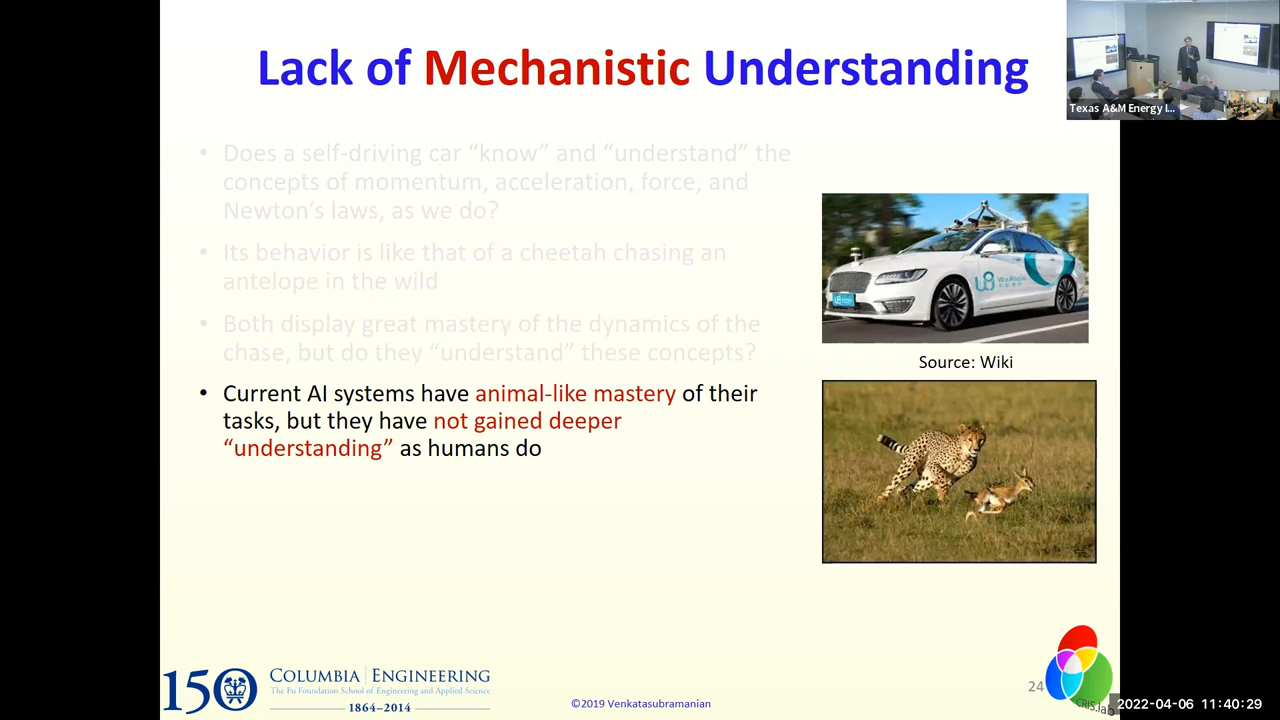 Lack of Mechanistic Understanding
Texas A&M Energy I...
• Does a self-driving car “know” and “understand” the
concepts of momentum, acceleration, force, and
Newton’s laws, as we do?
• Its behavior is like that of a cheetah chasing an
antelope in the wild
• Both display great mastery of the dynamics of the
chase, but do they “understand” these concepts?
• Current AI systems have animal-like mastery of their
tasks, but they have not gained deeper
“understanding” as humans do
WeRide
Source: Wiki
150
COLUMBIA | ENGINEERING
The Fu Foundation School of Engineering and Applied Science
1864–2014
©2019 Venkatasubramanian
24
CRIS.lab
2022-04-06 11:40:29